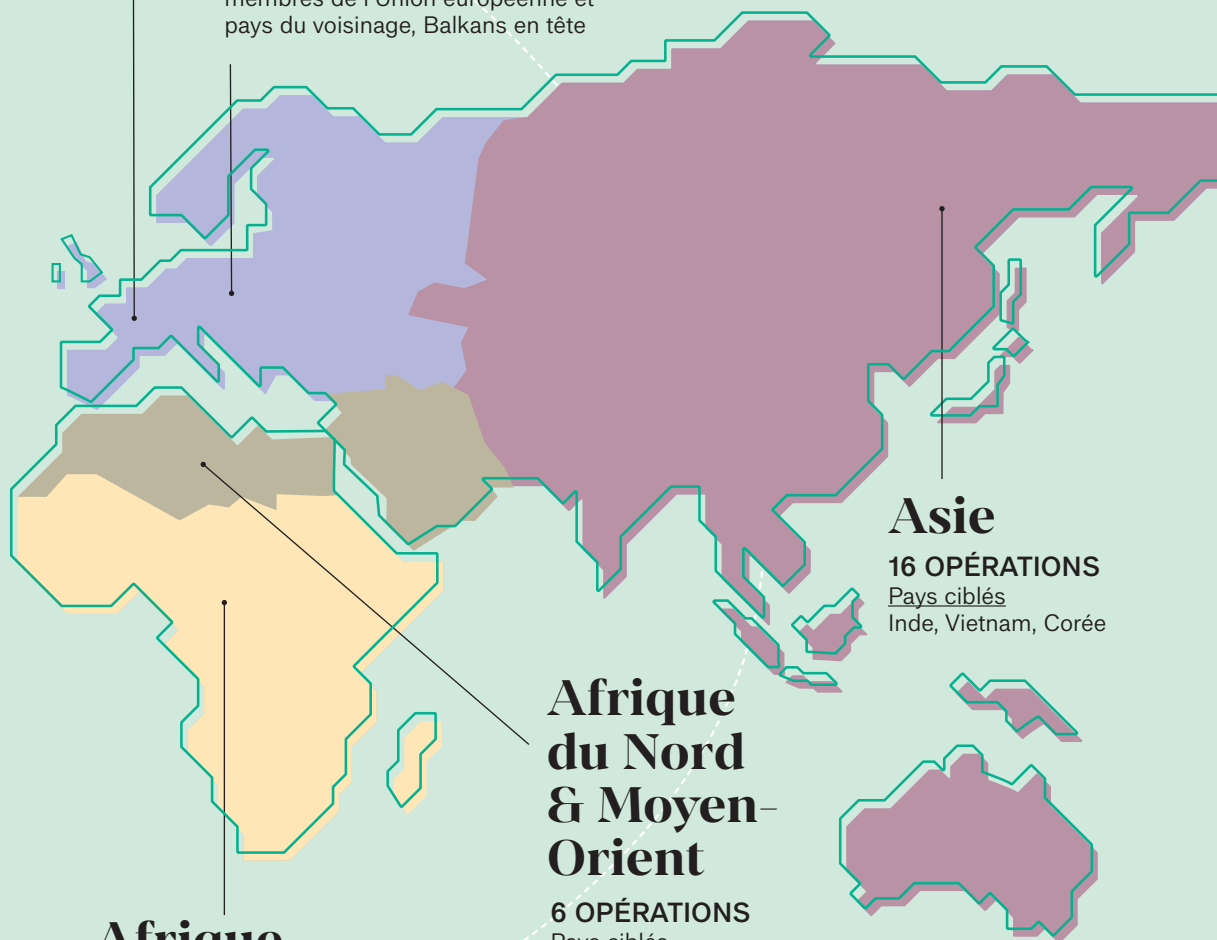 membres de l'Union européenne et
pays du voisinage, Balkans en tête
Asie
16 OPÉRATIONS
Pays ciblés
Inde, Vietnam, Corée
Afrique
du Nord
& Moyen-
Orient
6 OPÉRATIONS
Pays ciblés
Afrique